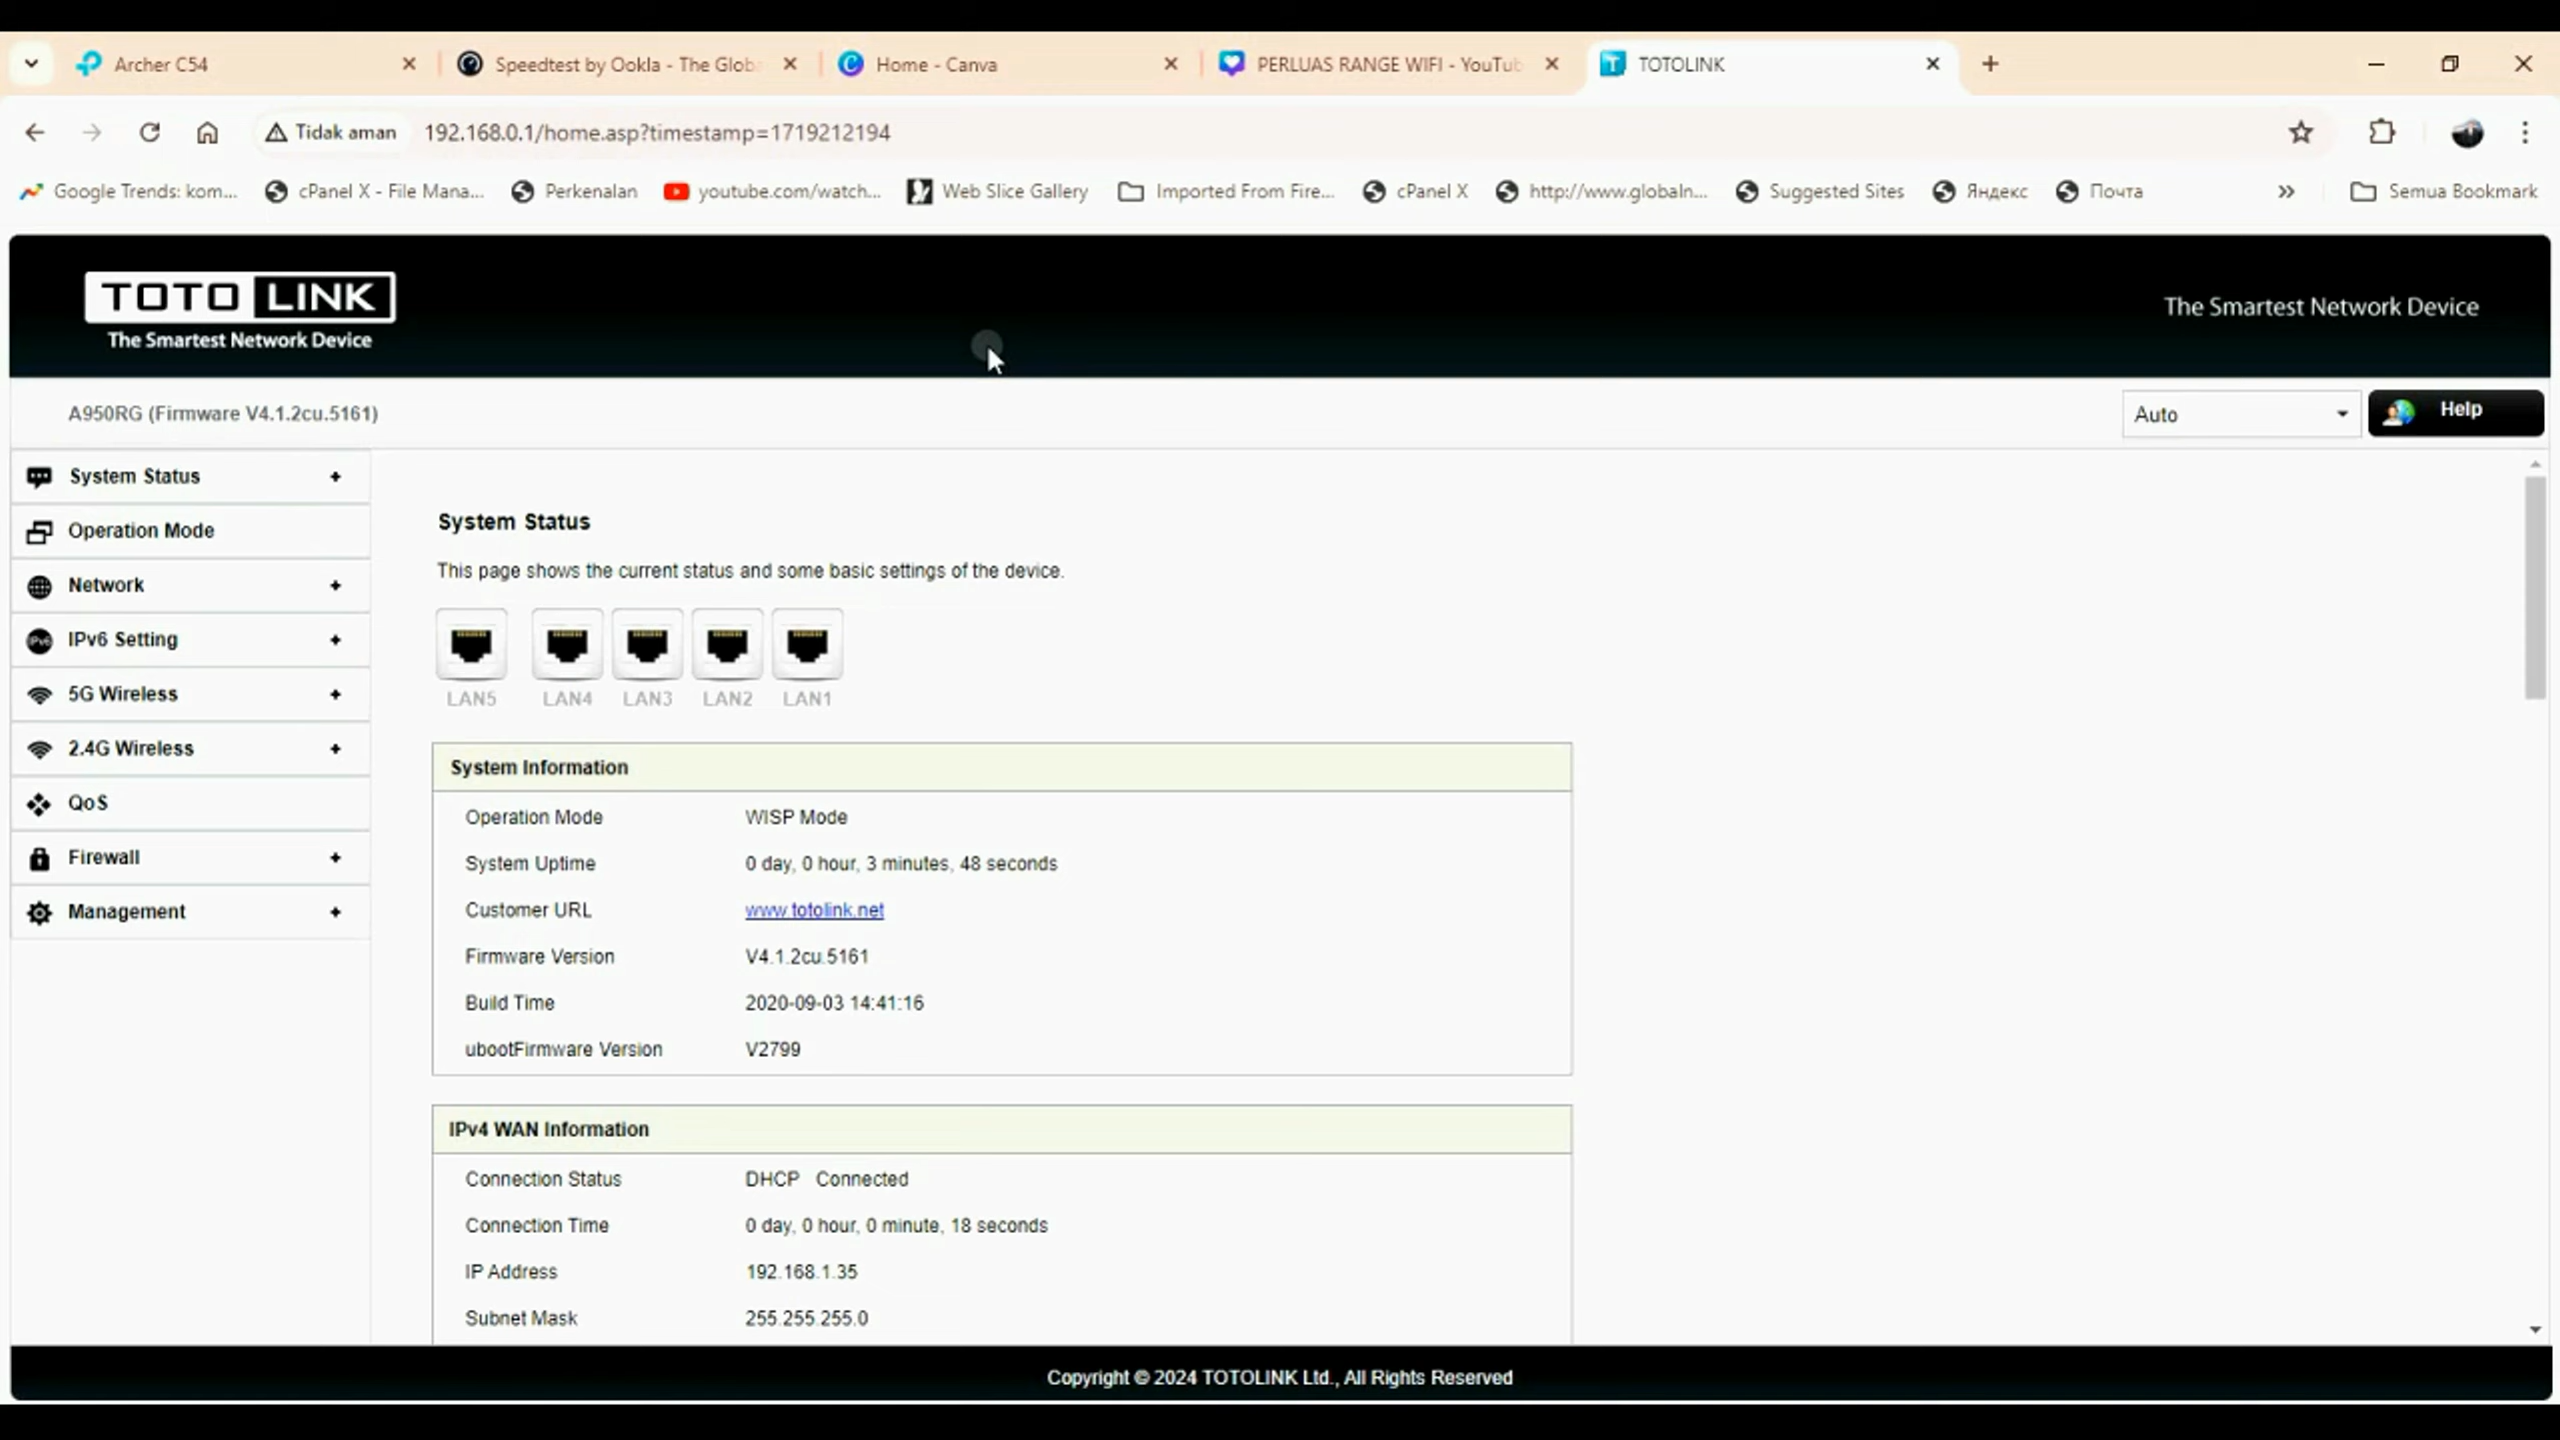 Archer C54
Speedtest by Ookla - The Globa
Home - Canva
PERLUAS RANGE WIFI - YouTub
TOTOLINK
Tidak aman 192.168.0.1/home.asp?timestamp=1719212194
Google Trends: kom...
cPanel X - File Mana...
Perkenalan
youtube.com/watch...
Web Slice Gallery
Imported From Fire...
cPanel X
http://www.globaln...
Suggested Sites
Яндекс
Почта
Semua Bookmark
TOTO LINK
The Smartest Network Device
The Smartest Network Device
A950RG (Firmware V4.1.2cu.5161)
Auto
Help
System Status
Operation Mode
Network
IPv6 Setting
5G Wireless
2.4G Wireless
QoS
Firewall
Management
System Status
This page shows the current status and some basic settings of the device.
LAN5 LAN4 LAN3 LAN2 LAN1
System Information
Operation Mode WISP Mode
System Uptime 0 day, 0 hour, 3 minutes, 48 seconds
Customer URL www.totolink.net
Firmware Version V4.1.2cu.5161
Build Time 2020-09-03 14:41:16
ubootFirmware Version V2799
IPv4 WAN Information
Connection Status DHCP Connected
Connection Time 0 day, 0 hour, 0 minute, 18 seconds
IP Address 192.168.1.35
Subnet Mask 255.255.255.0
Copyright © 2024 TOTOLINK Ltd., All Rights Reserved